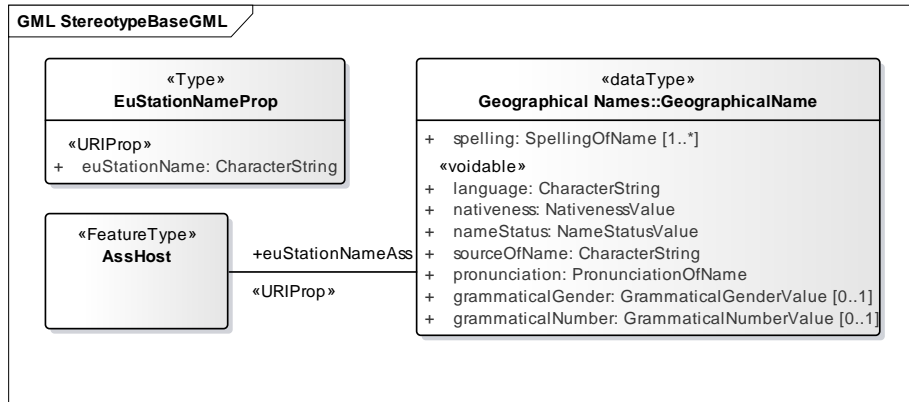 GML StereotypeBaseGML
«Type»
EuStationNameProp
«URIProp»
+ euStationName: CharacterString
«dataType»
Geographical Names::GeographicalName
+ spelling: SpellingOfName [1..*]
«voidable»
+ language: CharacterString
+ nativeness: NativenessValue
+ nameStatus: NameStatusValue
+ sourceOfName: CharacterString
+ pronunciation: PronunciationOfName
+ grammaticalGender: GrammaticalGenderValue [0..1]
+ grammaticalNumber: GrammaticalNumberValue [0..1]
«FeatureType»
AssHost
+euStationNameAss
«URIProp»